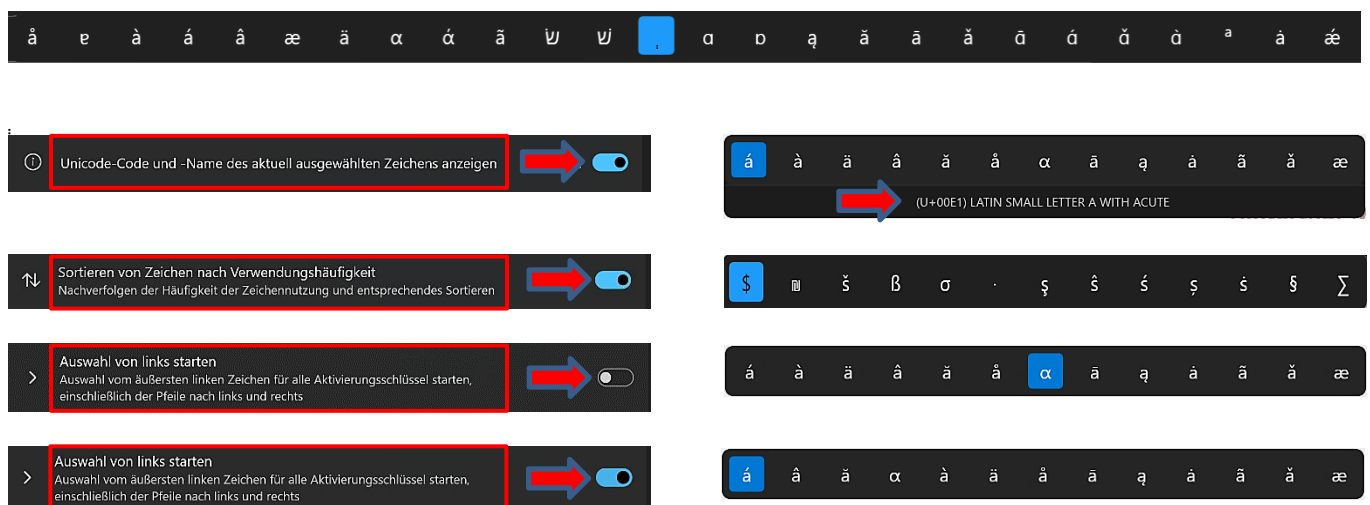 å ɐ à á â æ ä α ά ã שׂ שׁ ɑ ɒ ą ă ā ǎ ᾱ ɑ̌ ɑ̀ ª ȧ ǽ
Unicode-Code und -Name des aktuell ausgewählten Zeichens anzeigen
á à ä â ă å α ā ą ȧ ã ǎ æ
(U+00E1) LATIN SMALL LETTER A WITH ACUTE
Sortieren von Zeichen nach Verwendungshäufigkeit
Nachverfolgen der Häufigkeit der Zeichennutzung und entsprechendes Sortieren
$ ₪ š ß σ · ş ŝ ś ș ṡ § ∑
Auswahl von links starten
Auswahl vom äußersten linken Zeichen für alle Aktivierungsschlüssel starten,
einschließlich der Pfeile nach links und rechts
á à ä â ă å α ā ą ȧ ã ǎ æ
Auswahl von links starten
Auswahl vom äußersten linken Zeichen für alle Aktivierungsschlüssel starten,
einschließlich der Pfeile nach links und rechts
á â ă α à ä å ā ą ȧ ã ǎ æ